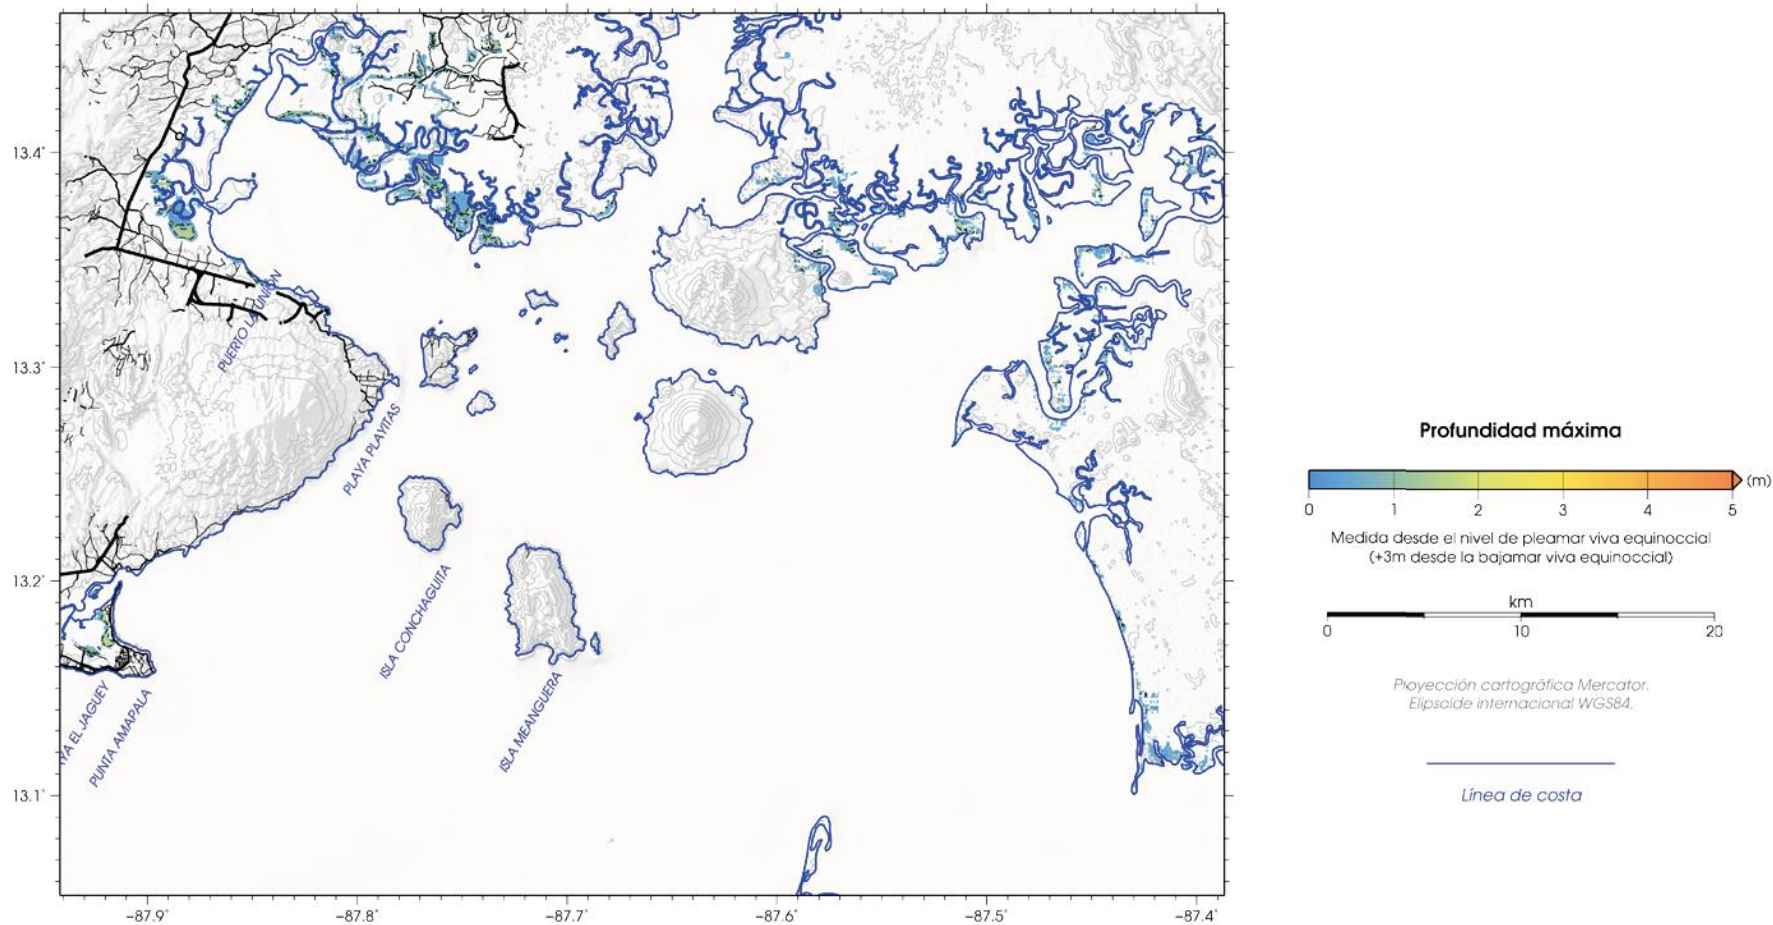 13.4°
13.3°
13.2°
13.1°
−87.9°
−87.8°
−87.7°
−87.6°
−87.5°
−87.4°
PUERTO LA UNION
PLAYA PLAYITAS
ISLA CONCHAGUITA
ISLA MEANGUERA
YA EL JAGUEY
PUNTA AMAPALA
200 300
Profundidad máxima
0 1 2 3 4 5 (m)
Medida desde el nivel de pleamar viva equinoccial
(+3m desde la bajamar viva equinoccial)
km
0 10 20
Proyección cartográfica Mercator.
Elipsoide internacional WGS84.
Línea de costa